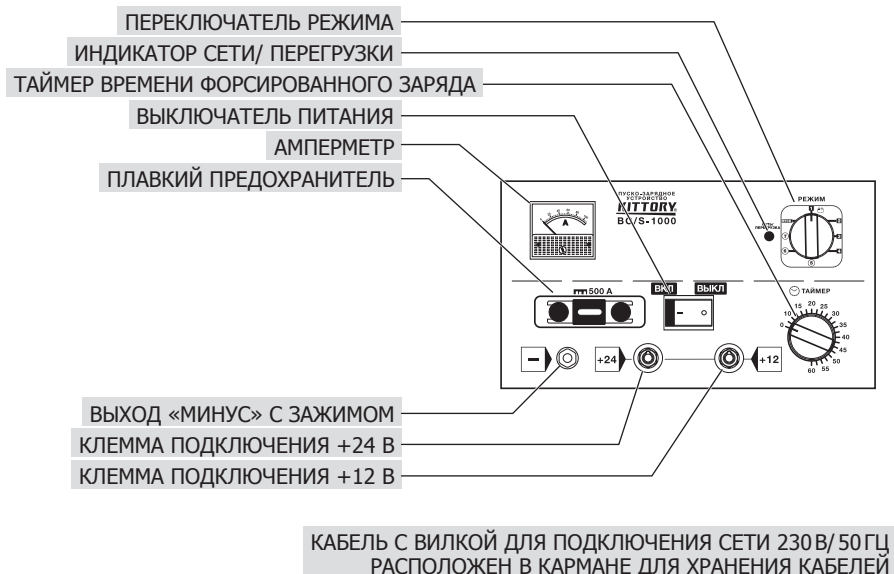 ПЕРЕКЛЮЧАТЕЛЬ РЕЖИМА
ИНДИКАТОР СЕТИ/ ПЕРЕГРУЗКИ
ТАЙМЕР ВРЕМЕНИ ФОРСИРОВАННОГО ЗАРЯДА
ВЫКЛЮЧАТЕЛЬ ПИТАНИЯ
АМПЕРМЕТР
ПЛАВКИЙ ПРЕДОХРАНИТЕЛЬ
ПУСКО-ЗАРЯДНОЕ
УСТРОЙСТВО
KITTORY
BC/S-1000
A
РЕЖИМ
СЕТЬ/
ПЕРЕГРУЗКА
500 А
ВКЛ ВЫКЛ
ТАЙМЕР
0 10 15 20 25 30 35 40 45 50 55 60
− +24 +12
ВЫХОД «МИНУС» С ЗАЖИМОМ
КЛЕММА ПОДКЛЮЧЕНИЯ +24 В
КЛЕММА ПОДКЛЮЧЕНИЯ +12 В
КАБЕЛЬ С ВИЛКОЙ ДЛЯ ПОДКЛЮЧЕНИЯ СЕТИ 230 В/ 50 ГЦ
РАСПОЛОЖЕН В КАРМАНЕ ДЛЯ ХРАНЕНИЯ КАБЕЛЕЙ